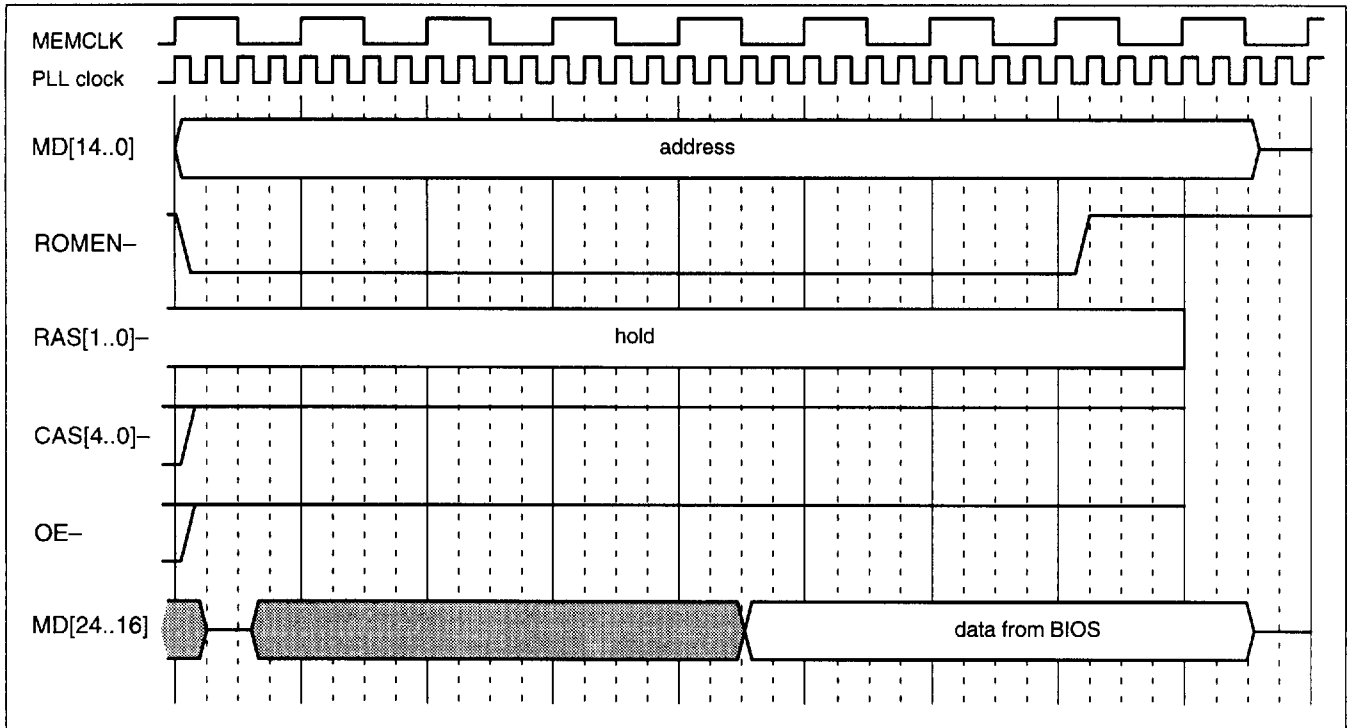 MEMCLK
PLL clock
MD[14..0]
address
ROMEN–
RAS[1..0]–
hold
CAS[4..0]–
OE–
MD[24..16]
data from BIOS